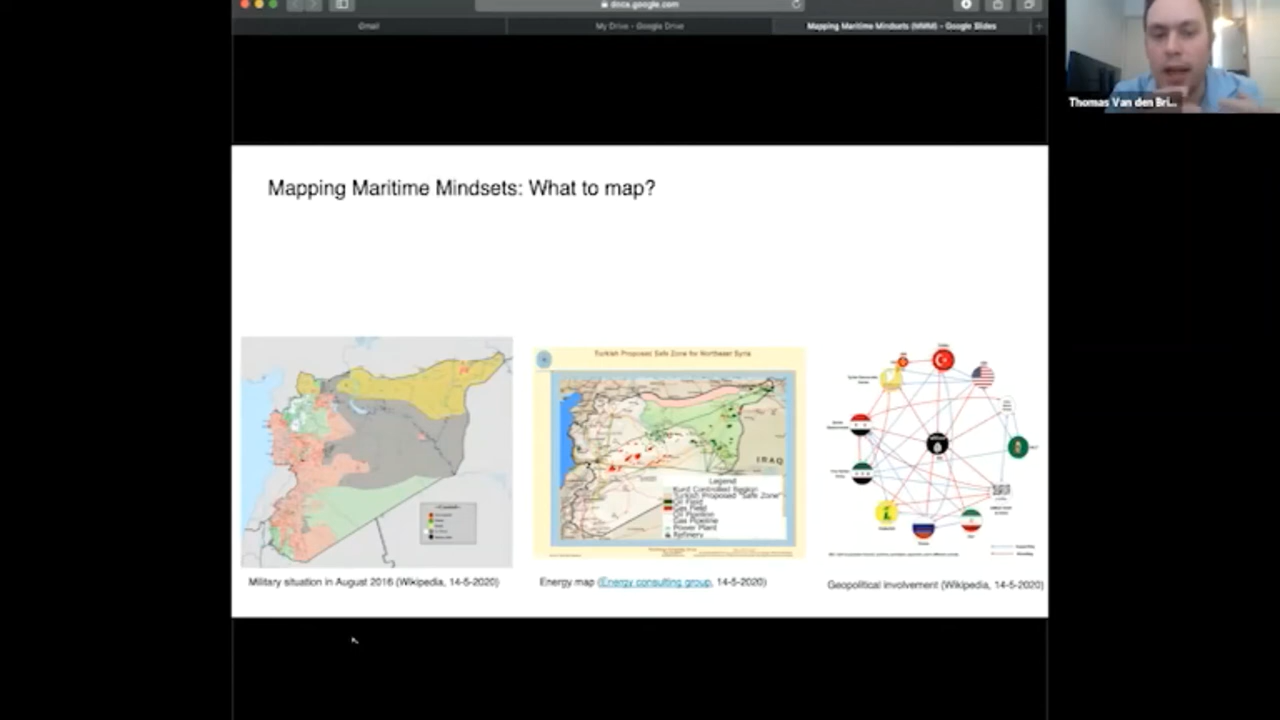 docs.google.com
Gmail
My Drive - Google Drive
Mapping Maritime Mindsets (MMM) - Google Slides
Thomas Van den Bri...
Mapping Maritime Mindsets: What to map?
Turkish Proposed Safe Zone for Northeast Syria
IRAQ
Legend
Kurd Controlled Region
Turkish Proposed "Safe Zone"
Oil Field
Gas Field
Oil Pipeline
Gas Pipeline
Power Plant
Refinery
Military situation in August 2016 (Wikipedia, 14-5-2020)
Energy map (Energy consulting group, 14-5-2020)
Geopolitical involvement (Wikipedia, 14-5-2020)